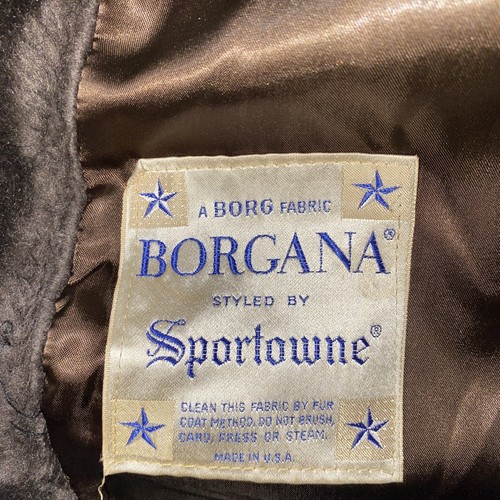 A BORG FABRIC
BORGANA®
STYLED BY
Sportowne®
CLEAN THIS FABRIC BY FUR
COAT METHOD. DO NOT BRUSH,
CARD, PRESS OR STEAM.
MADE IN U.S.A.